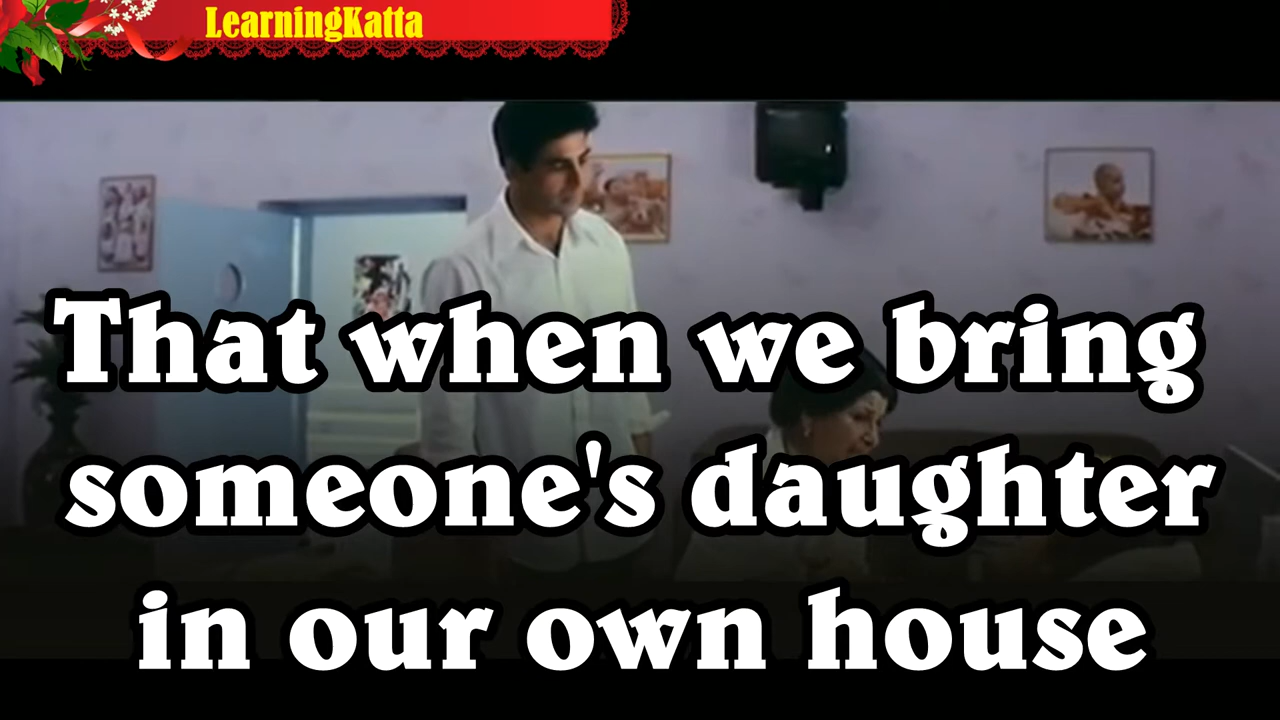 LearningKatta
That when we bring
someone's daughter
in our own house